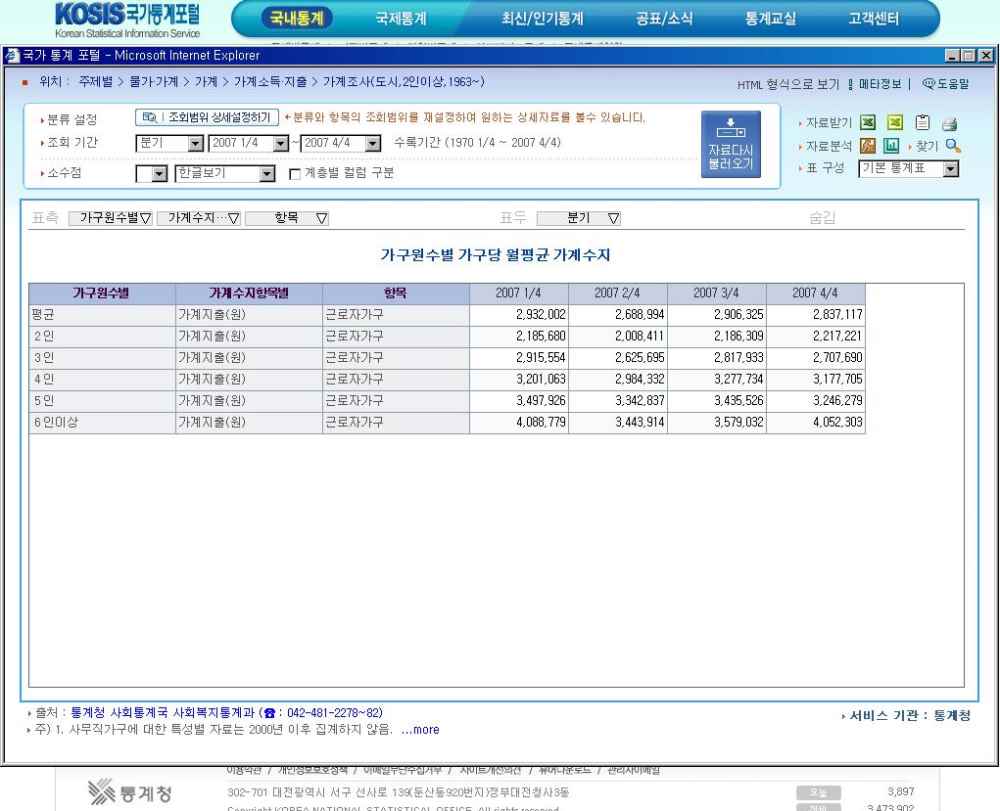 KOSIS 국가통계포털
Korean Statistical Information Service
국내통계 국제통계 최신/인기통계 공표/소식 통계교실 고객센터
국가 통계 포털 - Microsoft Internet Explorer
위치 : 주제별 > 물가·가계 > 가계 > 가계소득·지출 > 가계조사(도시,2인이상,1963~)
HTML 형식으로 보기 메타정보 | 도움말
분류 설정 조회범위 상세설정하기 분류와 항목의 조회범위를 재설정하여 원하는 상세자료를 볼수 있습니다.
조회 기간 분기 2007 1/4 ~ 2007 4/4 수록기간 (1970 1/4 ~ 2007 4/4)
소수점 한글보기 계층별 컬럼 구분
자료다시
불러오기
자료받기
자료분석 찾기
표 구성 기본 통계표
표측 가구원수별▽ 가계수지…▽ 항목 ▽ 표두 분기 ▽ 숨김
가구원수별 가구당 월평균 가계수지
가구원수별 가계수지항목별 항목 2007 1/4 2007 2/4 2007 3/4 2007 4/4
평균 가계지출(원) 근로자가구 2,932,002 2,688,994 2,906,325 2,837,117
2인 가계지출(원) 근로자가구 2,185,680 2,008,411 2,186,309 2,217,221
3인 가계지출(원) 근로자가구 2,915,554 2,625,695 2,817,933 2,707,690
4인 가계지출(원) 근로자가구 3,201,063 2,984,332 3,277,734 3,177,705
5인 가계지출(원) 근로자가구 3,497,926 3,342,837 3,435,526 3,246,279
6인이상 가계지출(원) 근로자가구 4,088,779 3,443,914 3,579,032 4,052,303
출처 : 통계청 사회통계국 사회복지통계과 (☎ : 042-481-2278~82)
서비스 기관 : 통계청
주) 1. 사무직가구에 대한 특성별 자료는 2000년 이후 집계하지 않음. ...more
이용약관 / 개인정보보호정책 / 이메일무단수집거부 / 사이트개선의견 / 뷰어다운로드 / 관리자이메일
통계청
302-701 대전광역시 서구 선사로 139(둔산동920번지)정부대전청사3동
오늘 3,897
Copyright KOREA NATIONAL STATISTICAL OFFICE. All rights reserved
3,473,902